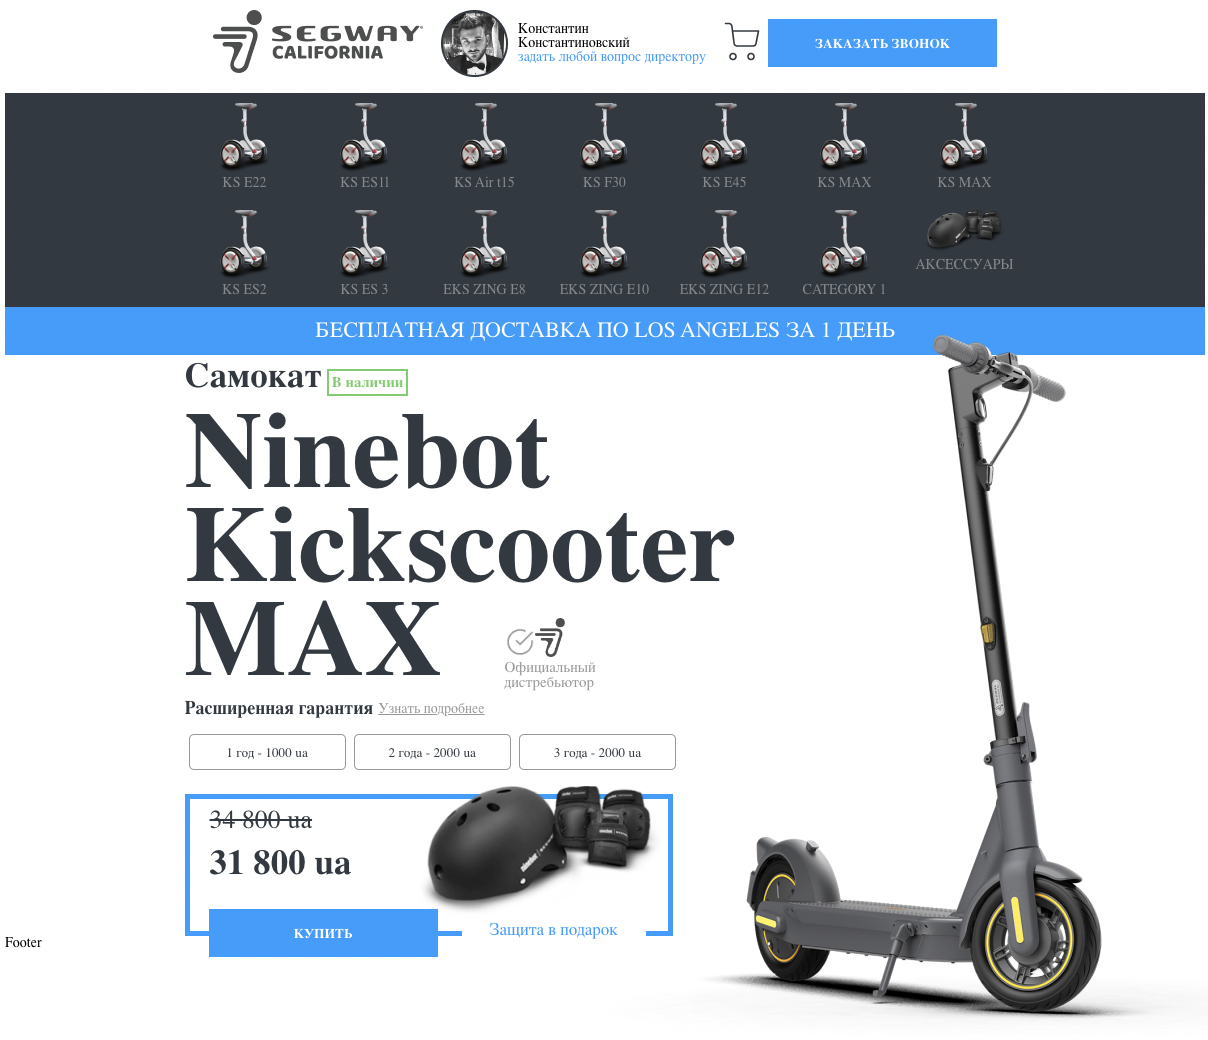 SEGWAY
CALIFORNIA
Константин
Константиновский
задать любой вопрос директору
ЗАКАЗАТЬ ЗВОНОК
KS E22
KS ES1l
KS Air t15
KS F30
KS E45
KS MAX
KS MAX
KS ES2
KS ES 3
EKS ZING E8
EKS ZING E10
EKS ZING E12
CATEGORY 1
АКСЕССУАРЫ
БЕСПЛАТНАЯ ДОСТАВКА ПО LOS ANGELES ЗА 1 ДЕНЬ
Самокат В наличии
Ninebot
Kickscooter
MAX
Официальный
дистребьютор
Расширенная гарантия Узнать подробнее
1 год - 1000 ua
2 года - 2000 ua
3 года - 2000 ua
34 800 ua
31 800 ua
ninebot
КУПИТЬ
Защита в подарок
Footer